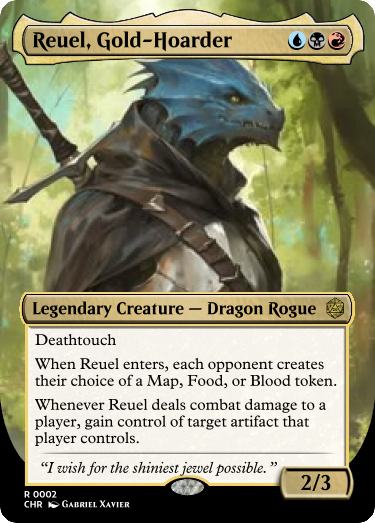 Reuel, Gold-Hoarder
Legendary Creature — Dragon Rogue
Deathtouch
When Reuel enters, each opponent creates
their choice of a Map, Food, or Blood token.
Whenever Reuel deals combat damage to a
player, gain control of target artifact that
player controls.
“I wish for the shiniest jewel possible.”
2/3
R 0002
CHR Gabriel Xavier